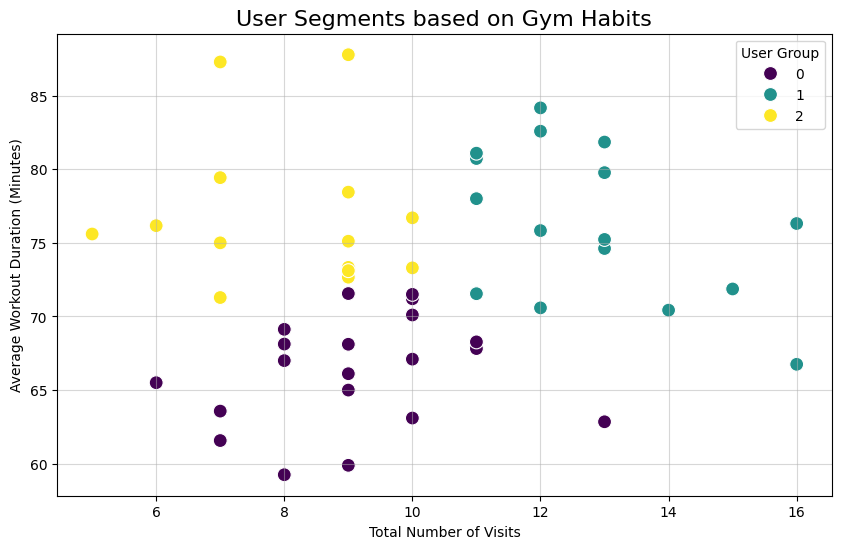 User Segments based on Gym Habits
User Group
0
1
2
85
80
75
70
65
60
Average Workout Duration (Minutes)
6 8 10 12 14 16
Total Number of Visits